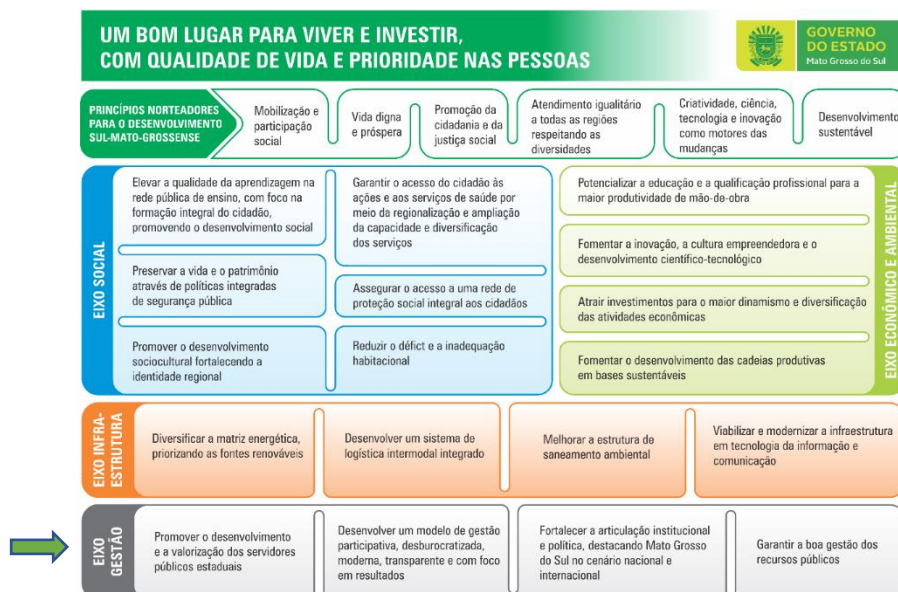 UM BOM LUGAR PARA VIVER E INVESTIR,
COM QUALIDADE DE VIDA E PRIORIDADE NAS PESSOAS
GOVERNO
DO ESTADO
Mato Grosso do Sul
PRINCÍPIOS NORTEADORES
PARA O DESENVOLVIMENTO
SUL-MATO-GROSSENSE
Mobilização e
participação
social
Vida digna
e próspera
Promoção da
cidadania e da
justiça social
Atendimento igualitário
a todas as regiões
respeitando as
diversidades
Criatividade, ciência,
tecnologia e inovação
como motores das
mudanças
Desenvolvimento
sustentável
EIXO SOCIAL
Elevar a qualidade da aprendizagem na
rede pública de ensino, com foco na
formação integral do cidadão,
promovendo o desenvolvimento social
Preservar a vida e o patrimônio
através de políticas integradas
de segurança pública
Promover o desenvolvimento
sociocultural fortalecendo a
identidade regional
Garantir o acesso do cidadão às
ações e aos serviços de saúde por
meio da regionalização e ampliação
da capacidade e diversificação
dos serviços
Assegurar o acesso a uma rede de
proteção social integral aos cidadãos
Reduzir o déficit e a inadequação
habitacional
Potencializar a educação e a qualificação profissional para a
maior produtividade de mão-de-obra
Fomentar a inovação, a cultura empreendedora e o
desenvolvimento científico-tecnológico
Atrair investimentos para o maior dinamismo e diversificação
das atividades econômicas
Fomentar o desenvolvimento das cadeias produtivas
em bases sustentáveis
EIXO ECONÔMICO E AMBIENTAL
EIXO INFRA-
ESTRUTURA
Diversificar a matriz energética,
priorizando as fontes renováveis
Desenvolver um sistema de
logística intermodal integrado
Melhorar a estrutura de
saneamento ambiental
Viabilizar e modernizar a infraestrutura
em tecnologia da informação e
comunicação
EIXO
GESTÃO
Promover o desenvolvimento
e a valorização dos servidores
públicos estaduais
Desenvolver um modelo de gestão
participativa, desburocratizada,
moderna, transparente e com foco
em resultados
Fortalecer a articulação institucional
e política, destacando Mato Grosso
do Sul no cenário nacional e
internacional
Garantir a boa gestão dos
recursos públicos